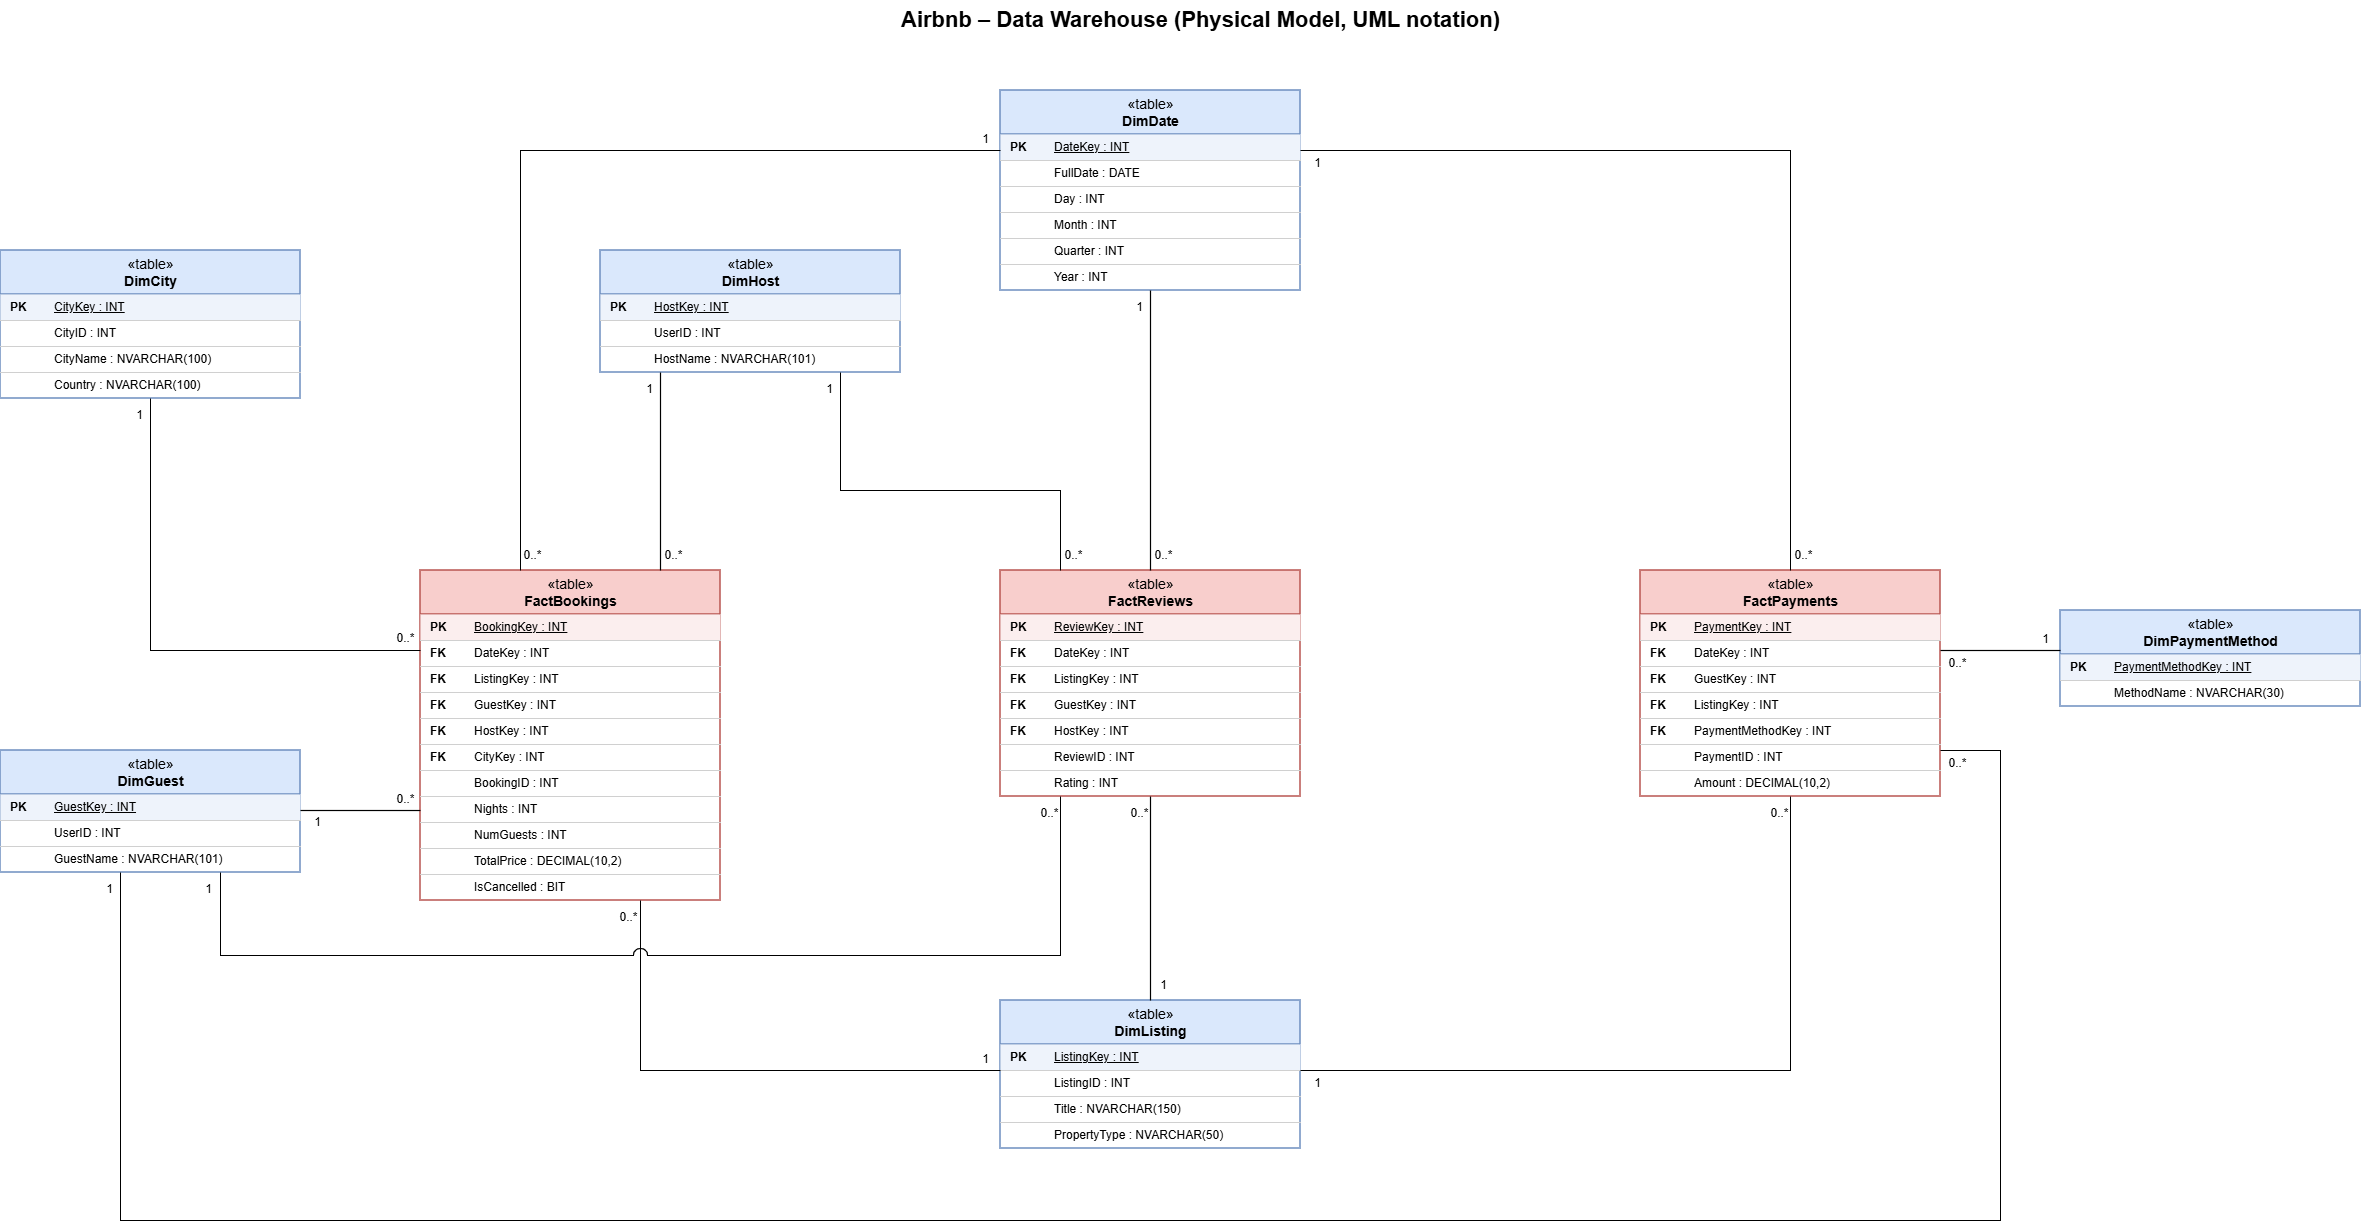 Airbnb – Data Warehouse (Physical Model, UML notation)
«table»
DimDate
PK DateKey : INT
FullDate : DATE
Day : INT
Month : INT
Quarter : INT
Year : INT
1
1
1
«table»
DimCity
PK CityKey : INT
CityID : INT
CityName : NVARCHAR(100)
Country : NVARCHAR(100)
1
«table»
DimHost
PK HostKey : INT
UserID : INT
HostName : NVARCHAR(101)
1
1
0..*
0..*
0..*
0..*
0..*
«table»
FactBookings
PK BookingKey : INT
FK DateKey : INT
FK ListingKey : INT
FK GuestKey : INT
FK HostKey : INT
FK CityKey : INT
BookingID : INT
Nights : INT
NumGuests : INT
TotalPrice : DECIMAL(10,2)
IsCancelled : BIT
0..*
0..*
0..*
«table»
FactReviews
PK ReviewKey : INT
FK DateKey : INT
FK ListingKey : INT
FK GuestKey : INT
FK HostKey : INT
ReviewID : INT
Rating : INT
0..*
0..*
«table»
FactPayments
PK PaymentKey : INT
FK DateKey : INT
FK GuestKey : INT
FK ListingKey : INT
FK PaymentMethodKey : INT
PaymentID : INT
Amount : DECIMAL(10,2)
0..*
0..*
0..*
1
«table»
DimPaymentMethod
PK PaymentMethodKey : INT
MethodName : NVARCHAR(30)
«table»
DimGuest
PK GuestKey : INT
UserID : INT
GuestName : NVARCHAR(101)
1
1
1
1
1
1
«table»
DimListing
PK ListingKey : INT
ListingID : INT
Title : NVARCHAR(150)
PropertyType : NVARCHAR(50)